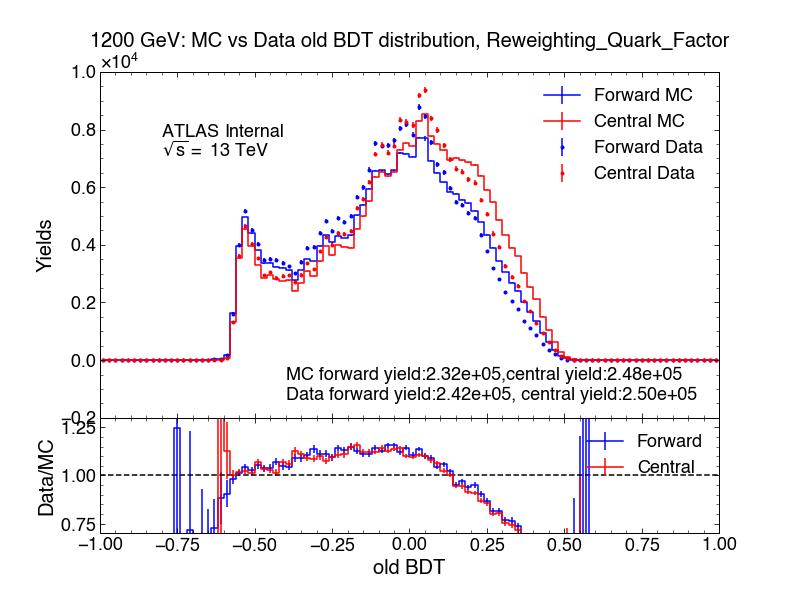 1200 GeV: MC vs Data old BDT distribution, Reweighting_Quark_Factor
×10⁴
1.0
0.8
0.6
0.4
0.2
0.0
−0.2
Yields
ATLAS Internal
√s = 13 TeV
Forward MC
Central MC
Forward Data
Central Data
MC forward yield:2.32e+05,central yield:2.48e+05
Data forward yield:2.42e+05, central yield:2.50e+05
1.25
1.00
0.75
Data/MC
Forward
Central
−1.00 −0.75 −0.50 −0.25 0.00 0.25 0.50 0.75 1.00
old BDT